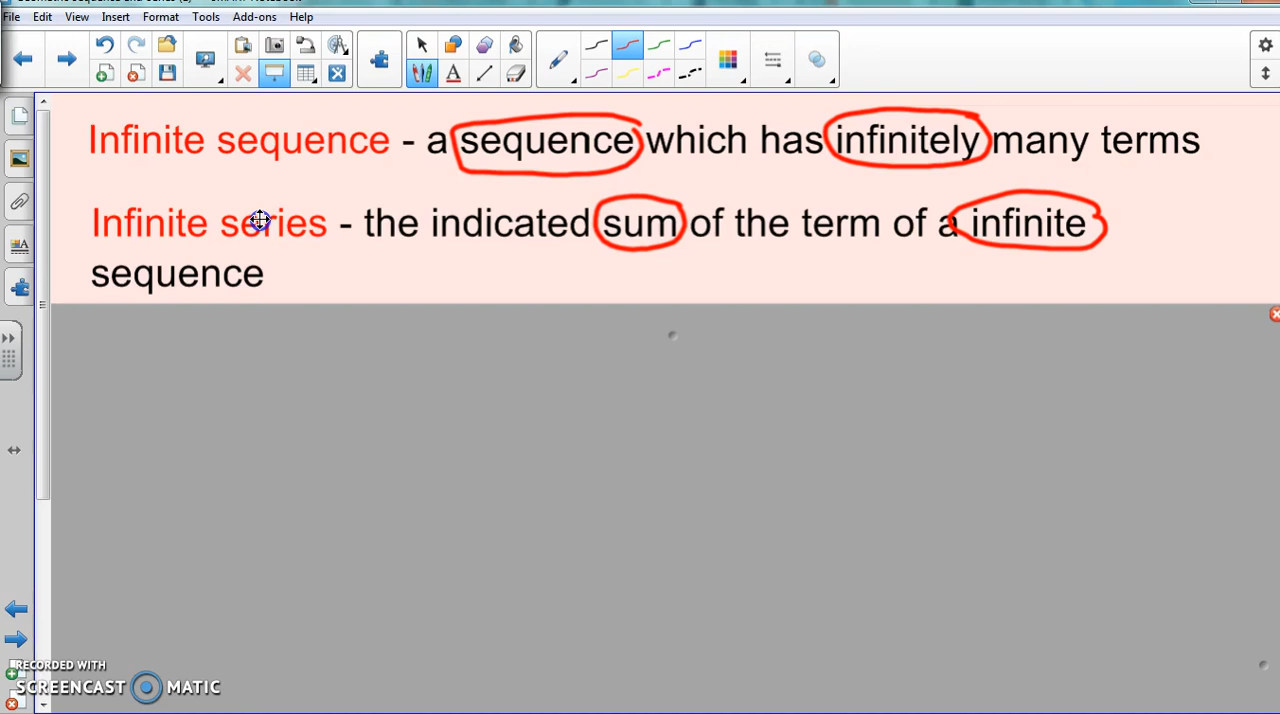 File Edit View Insert Format Tools Add-ons Help
Infinite sequence - a sequence which has infinitely many terms
Infinite series - the indicated sum of the term of a infinite
sequence
RECORDED WITH
SCREENCAST MATIC